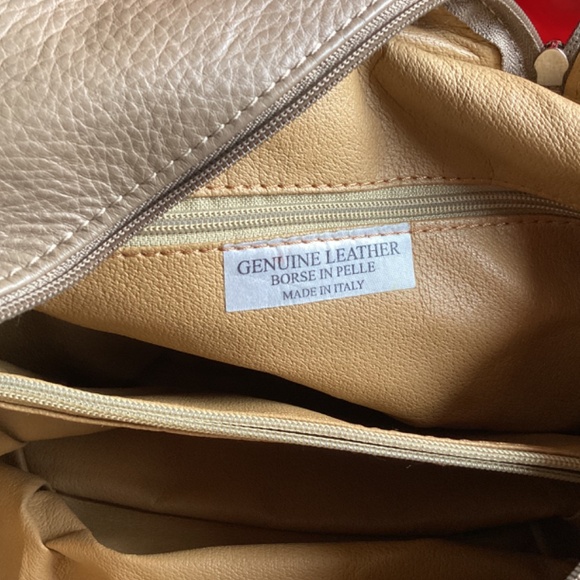 GENUINE LEATHER
BORSE IN PELLE
MADE IN ITALY